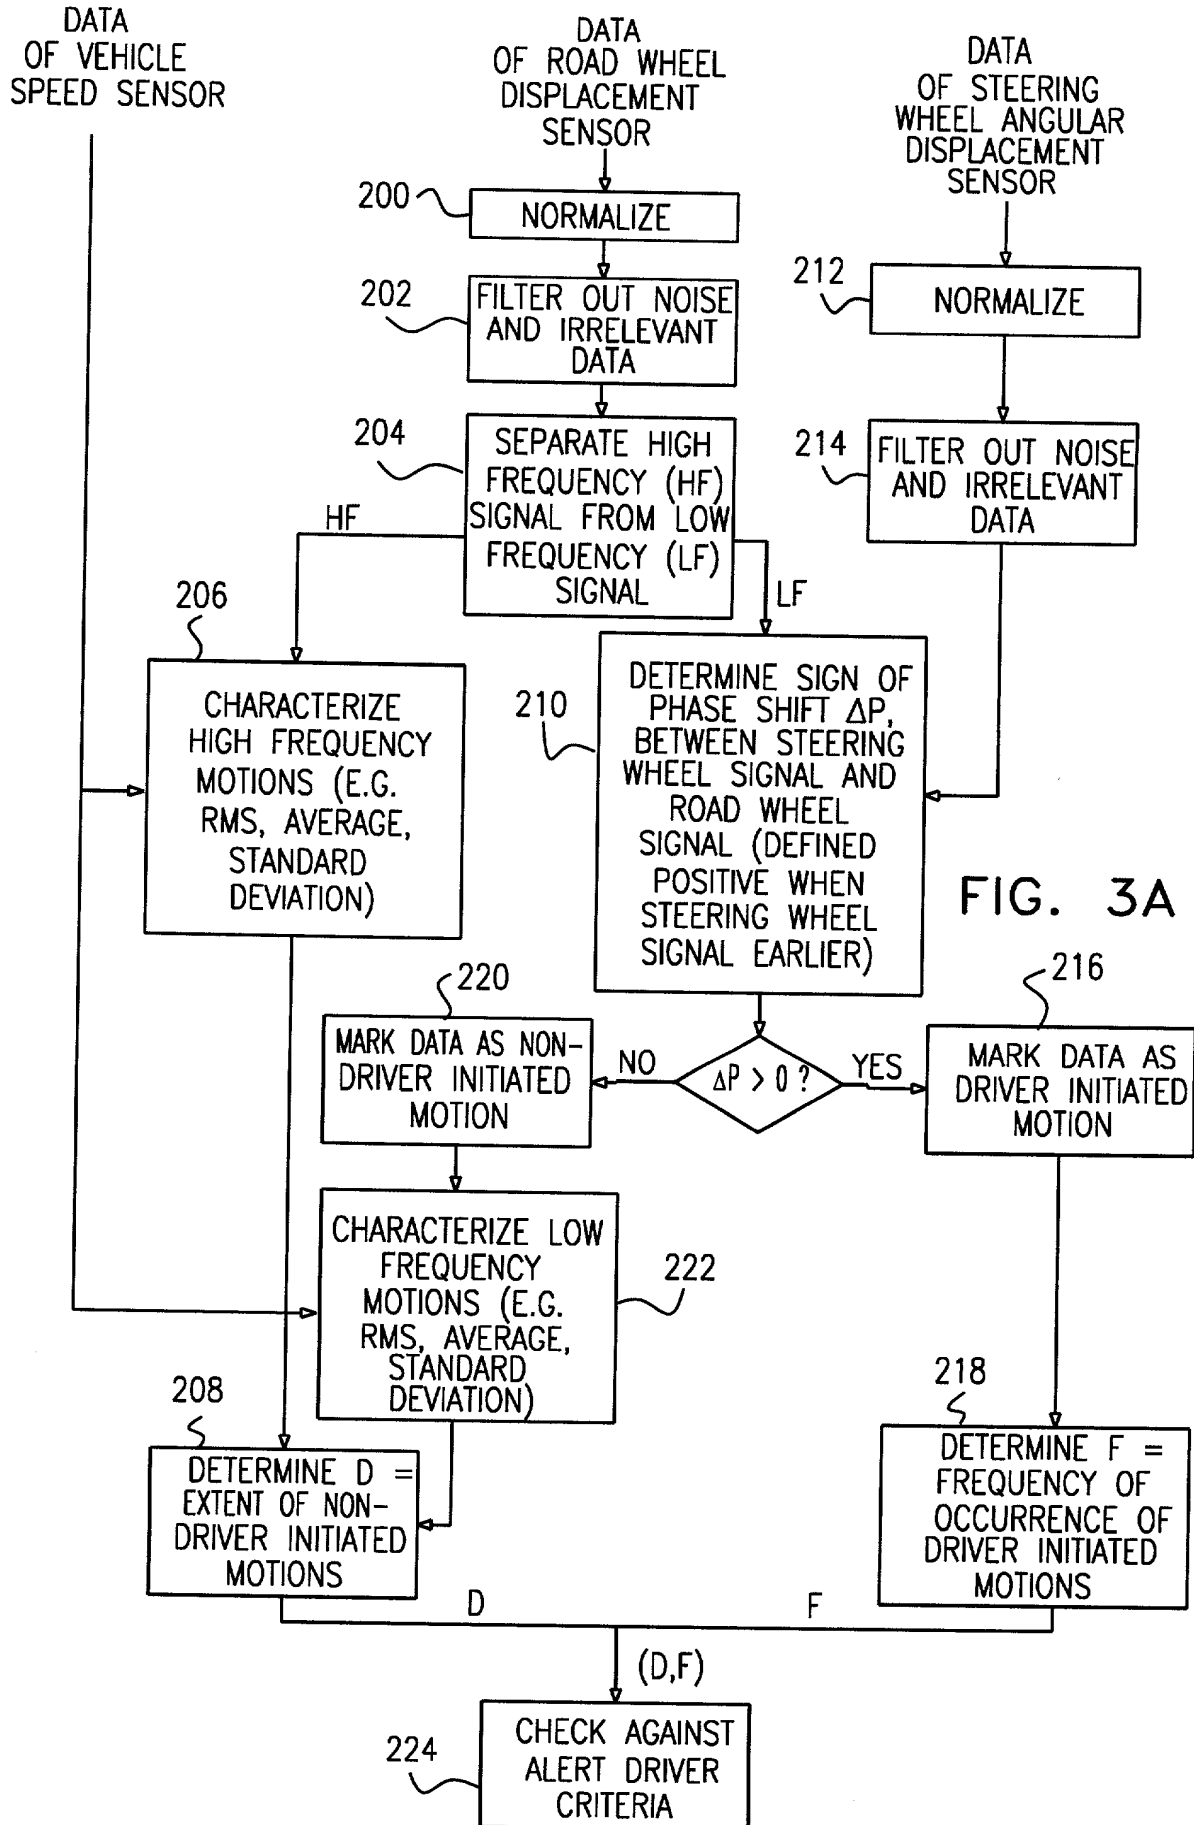 DATA
OF VEHICLE
SPEED SENSOR
DATA
OF ROAD WHEEL
DISPLACEMENT
SENSOR
DATA
OF STEERING
WHEEL ANGULAR
DISPLACEMENT
SENSOR
200
NORMALIZE
212
NORMALIZE
202
FILTER OUT NOISE
AND IRRELEVANT
DATA
204
SEPARATE HIGH
FREQUENCY (HF)
SIGNAL FROM LOW
FREQUENCY (LF)
SIGNAL
214
FILTER OUT NOISE
AND IRRELEVANT
DATA
HF
LF
206
CHARACTERIZE
HIGH FREQUENCY
MOTIONS (E.G.
RMS, AVERAGE,
STANDARD
DEVIATION)
210
DETERMINE SIGN OF
PHASE SHIFT ΔP,
BETWEEN STEERING
WHEEL SIGNAL AND
ROAD WHEEL
SIGNAL (DEFINED
POSITIVE WHEN
STEERING WHEEL
SIGNAL EARLIER)
FIG. 3A
220
MARK DATA AS NON-
DRIVER INITIATED
MOTION
NO
ΔP > 0 ?
YES
216
MARK DATA AS
DRIVER INITIATED
MOTION
CHARACTERIZE LOW
FREQUENCY
MOTIONS (E.G.
RMS, AVERAGE,
STANDARD
DEVIATION)
222
208
DETERMINE D =
EXTENT OF NON-
DRIVER INITIATED
MOTIONS
218
DETERMINE F =
FREQUENCY OF
OCCURRENCE OF
DRIVER INITIATED
MOTIONS
D
F
(D,F)
224
CHECK AGAINST
ALERT DRIVER
CRITERIA